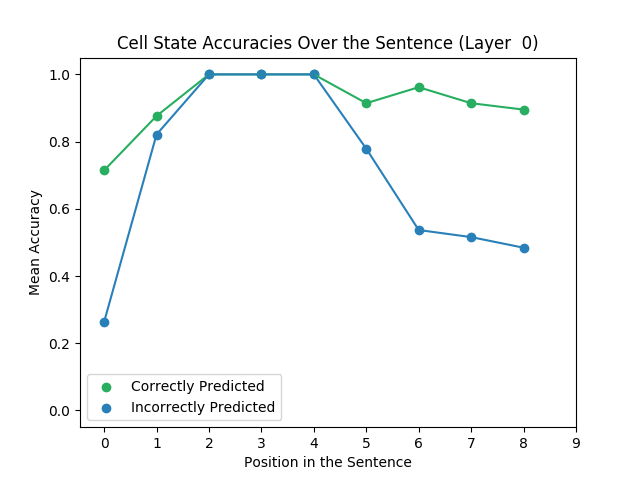 Cell State Accuracies Over the Sentence (Layer  0)
Mean Accuracy
1.0
0.8
0.6
0.4
0.2
0.0
Correctly Predicted
Incorrectly Predicted
0 1 2 3 4 5 6 7 8 9
Position in the Sentence